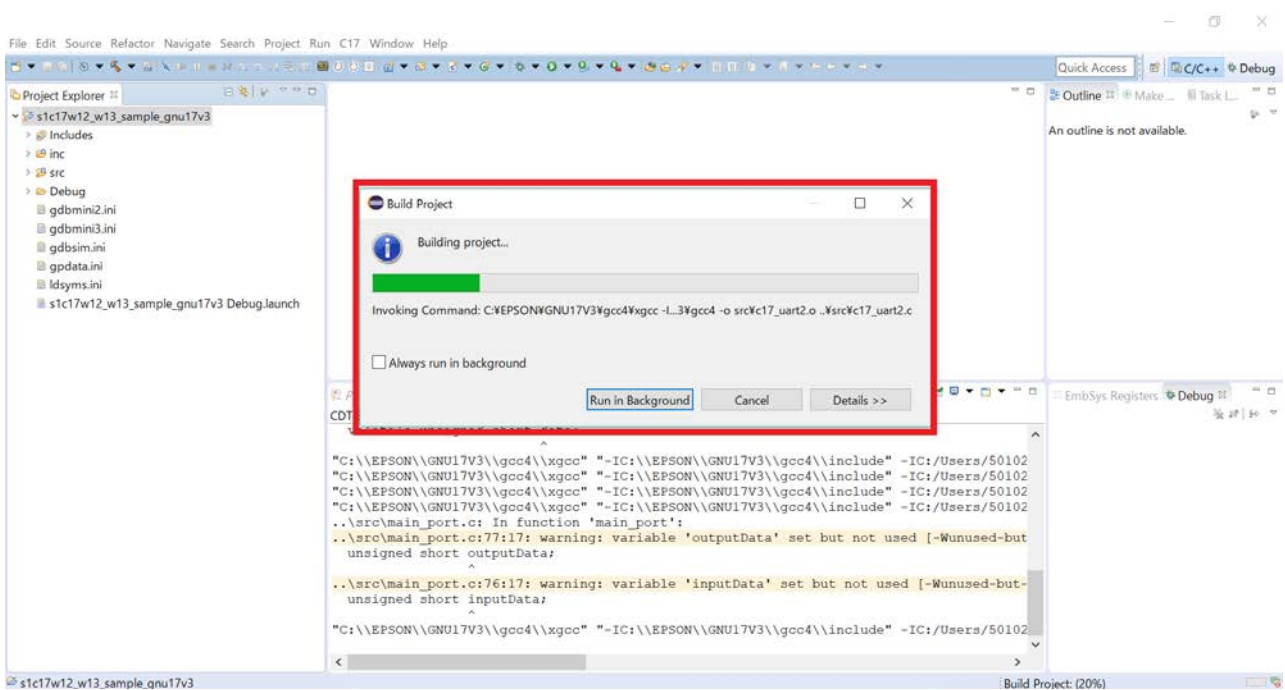 File Edit Source Refactor Navigate Search Project Run C17 Window Help
Quick Access C/C++ Debug
Project Explorer
s1c17w12_w13_sample_gnu17v3
Includes
inc
src
Debug
gdbmini2.ini
gdbmini3.ini
gdbsim.ini
gpdata.ini
ldsyms.ini
s1c17w12_w13_sample_gnu17v3 Debug.launch
Outline Make ... Task L...
An outline is not available.
Build Project
Building project...
Invoking Command: C:¥EPSON¥GNU17V3¥gcc4¥xgcc -I...3¥gcc4 -o src¥c17_uart2.o ..¥src¥c17_uart2.c
Always run in background
Run in Background Cancel Details >>
EmbSys Registers Debug
CDT
^
"C:\\EPSON\\GNU17V3\\gcc4\\xgcc" "-IC:\\EPSON\\GNU17V3\\gcc4\\include" -IC:/Users/50102
"C:\\EPSON\\GNU17V3\\gcc4\\xgcc" "-IC:\\EPSON\\GNU17V3\\gcc4\\include" -IC:/Users/50102
"C:\\EPSON\\GNU17V3\\gcc4\\xgcc" "-IC:\\EPSON\\GNU17V3\\gcc4\\include" -IC:/Users/50102
"C:\\EPSON\\GNU17V3\\gcc4\\xgcc" "-IC:\\EPSON\\GNU17V3\\gcc4\\include" -IC:/Users/50102
..\src\main_port.c: In function 'main_port':
..\src\main_port.c:77:17: warning: variable 'outputData' set but not used [-Wunused-but
unsigned short outputData;
^
..\src\main_port.c:76:17: warning: variable 'inputData' set but not used [-Wunused-but-
unsigned short inputData;
^
"C:\\EPSON\\GNU17V3\\gcc4\\xgcc" "-IC:\\EPSON\\GNU17V3\\gcc4\\include" -IC:/Users/50102
s1c17w12_w13_sample_gnu17v3
Build Project: (20%)